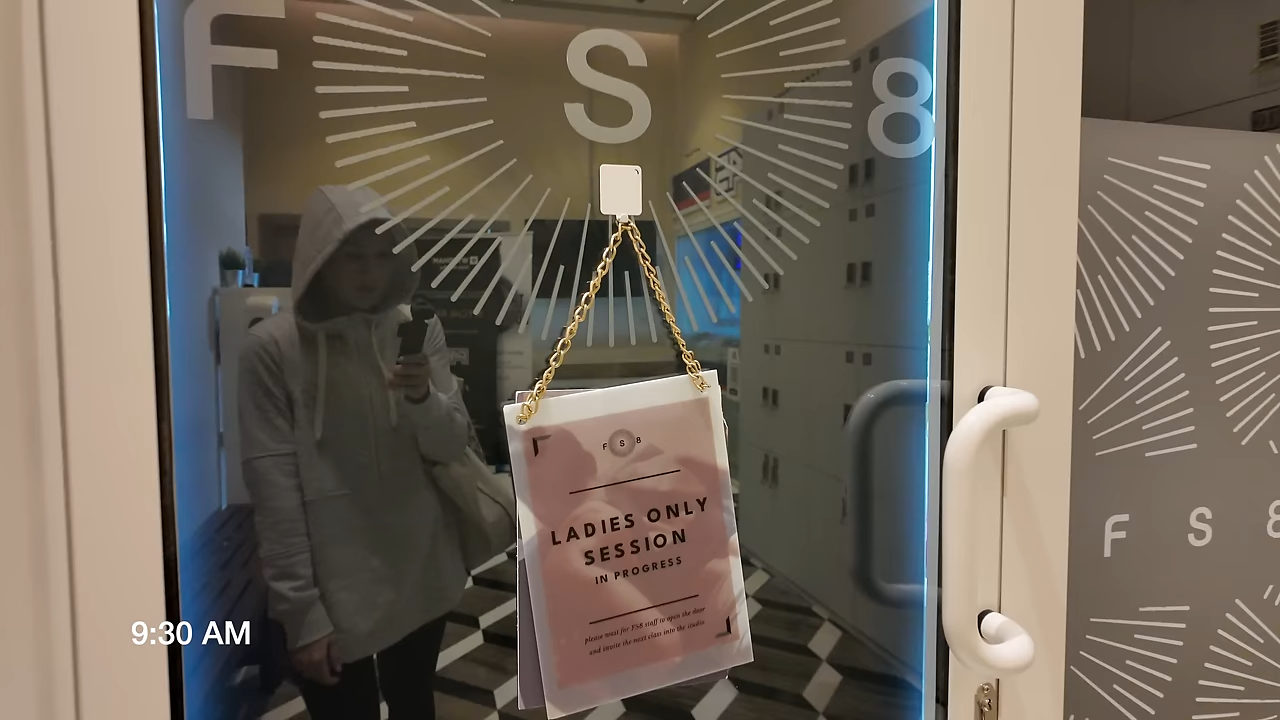 F S 8
F S 8
LADIES ONLY
SESSION
IN PROGRESS
please wait for FS8 staff to open the door
and invite the next class into the studio
F S 8
9:30 AM